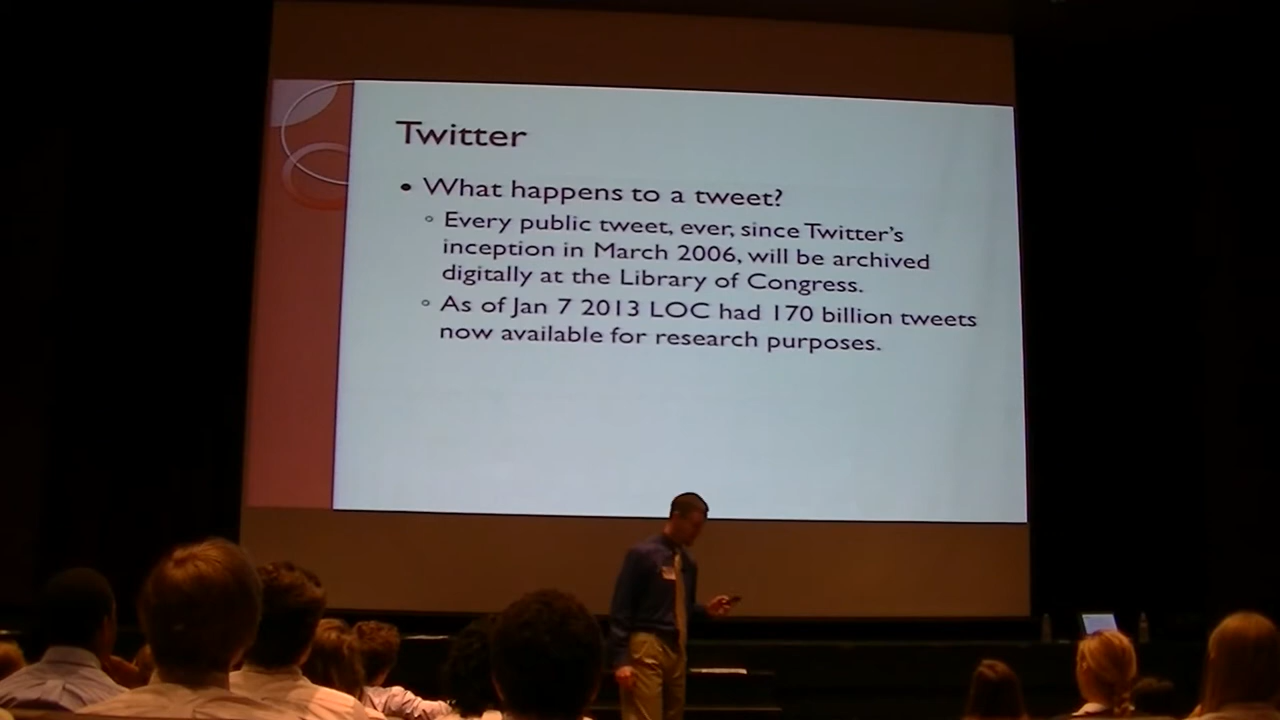 Twitter
• What happens to a tweet?
◦ Every public tweet, ever, since Twitter's
inception in March 2006, will be archived
digitally at the Library of Congress.
◦ As of Jan 7 2013 LOC had 170 billion tweets
now available for research purposes.